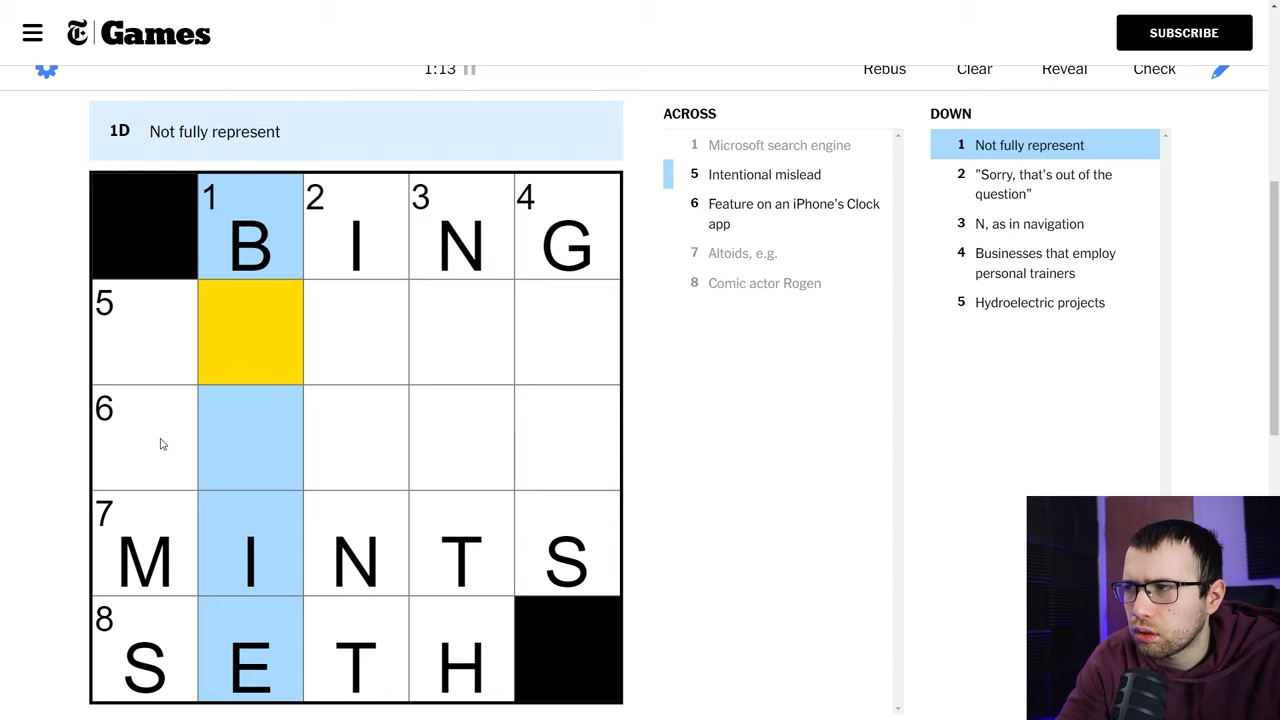 Games
SUBSCRIBE
1:13
Rebus
Clear
Reveal
Check
1D Not fully represent
1 2 3 4
B I N G
5
6
7
M I N T S
8
S E T H
ACROSS
1 Microsoft search engine
5 Intentional mislead
6 Feature on an iPhone's Clock
app
7 Altoids, e.g.
8 Comic actor Rogen
DOWN
1 Not fully represent
2 "Sorry, that's out of the
question"
3 N, as in navigation
4 Businesses that employ
personal trainers
5 Hydroelectric projects